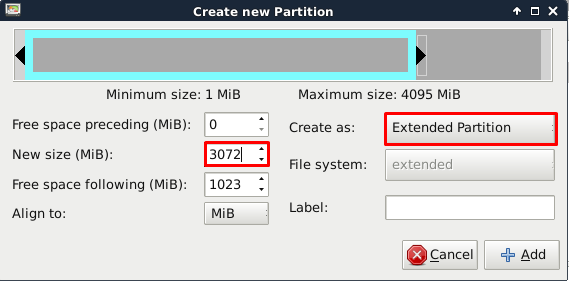 Create new Partition
Minimum size: 1 MiB Maximum size: 4095 MiB
Free space preceding (MiB): 0
Create as: Extended Partition
New size (MiB): 3072
File system: extended
Free space following (MiB): 1023
Label:
Align to: MiB
Cancel Add